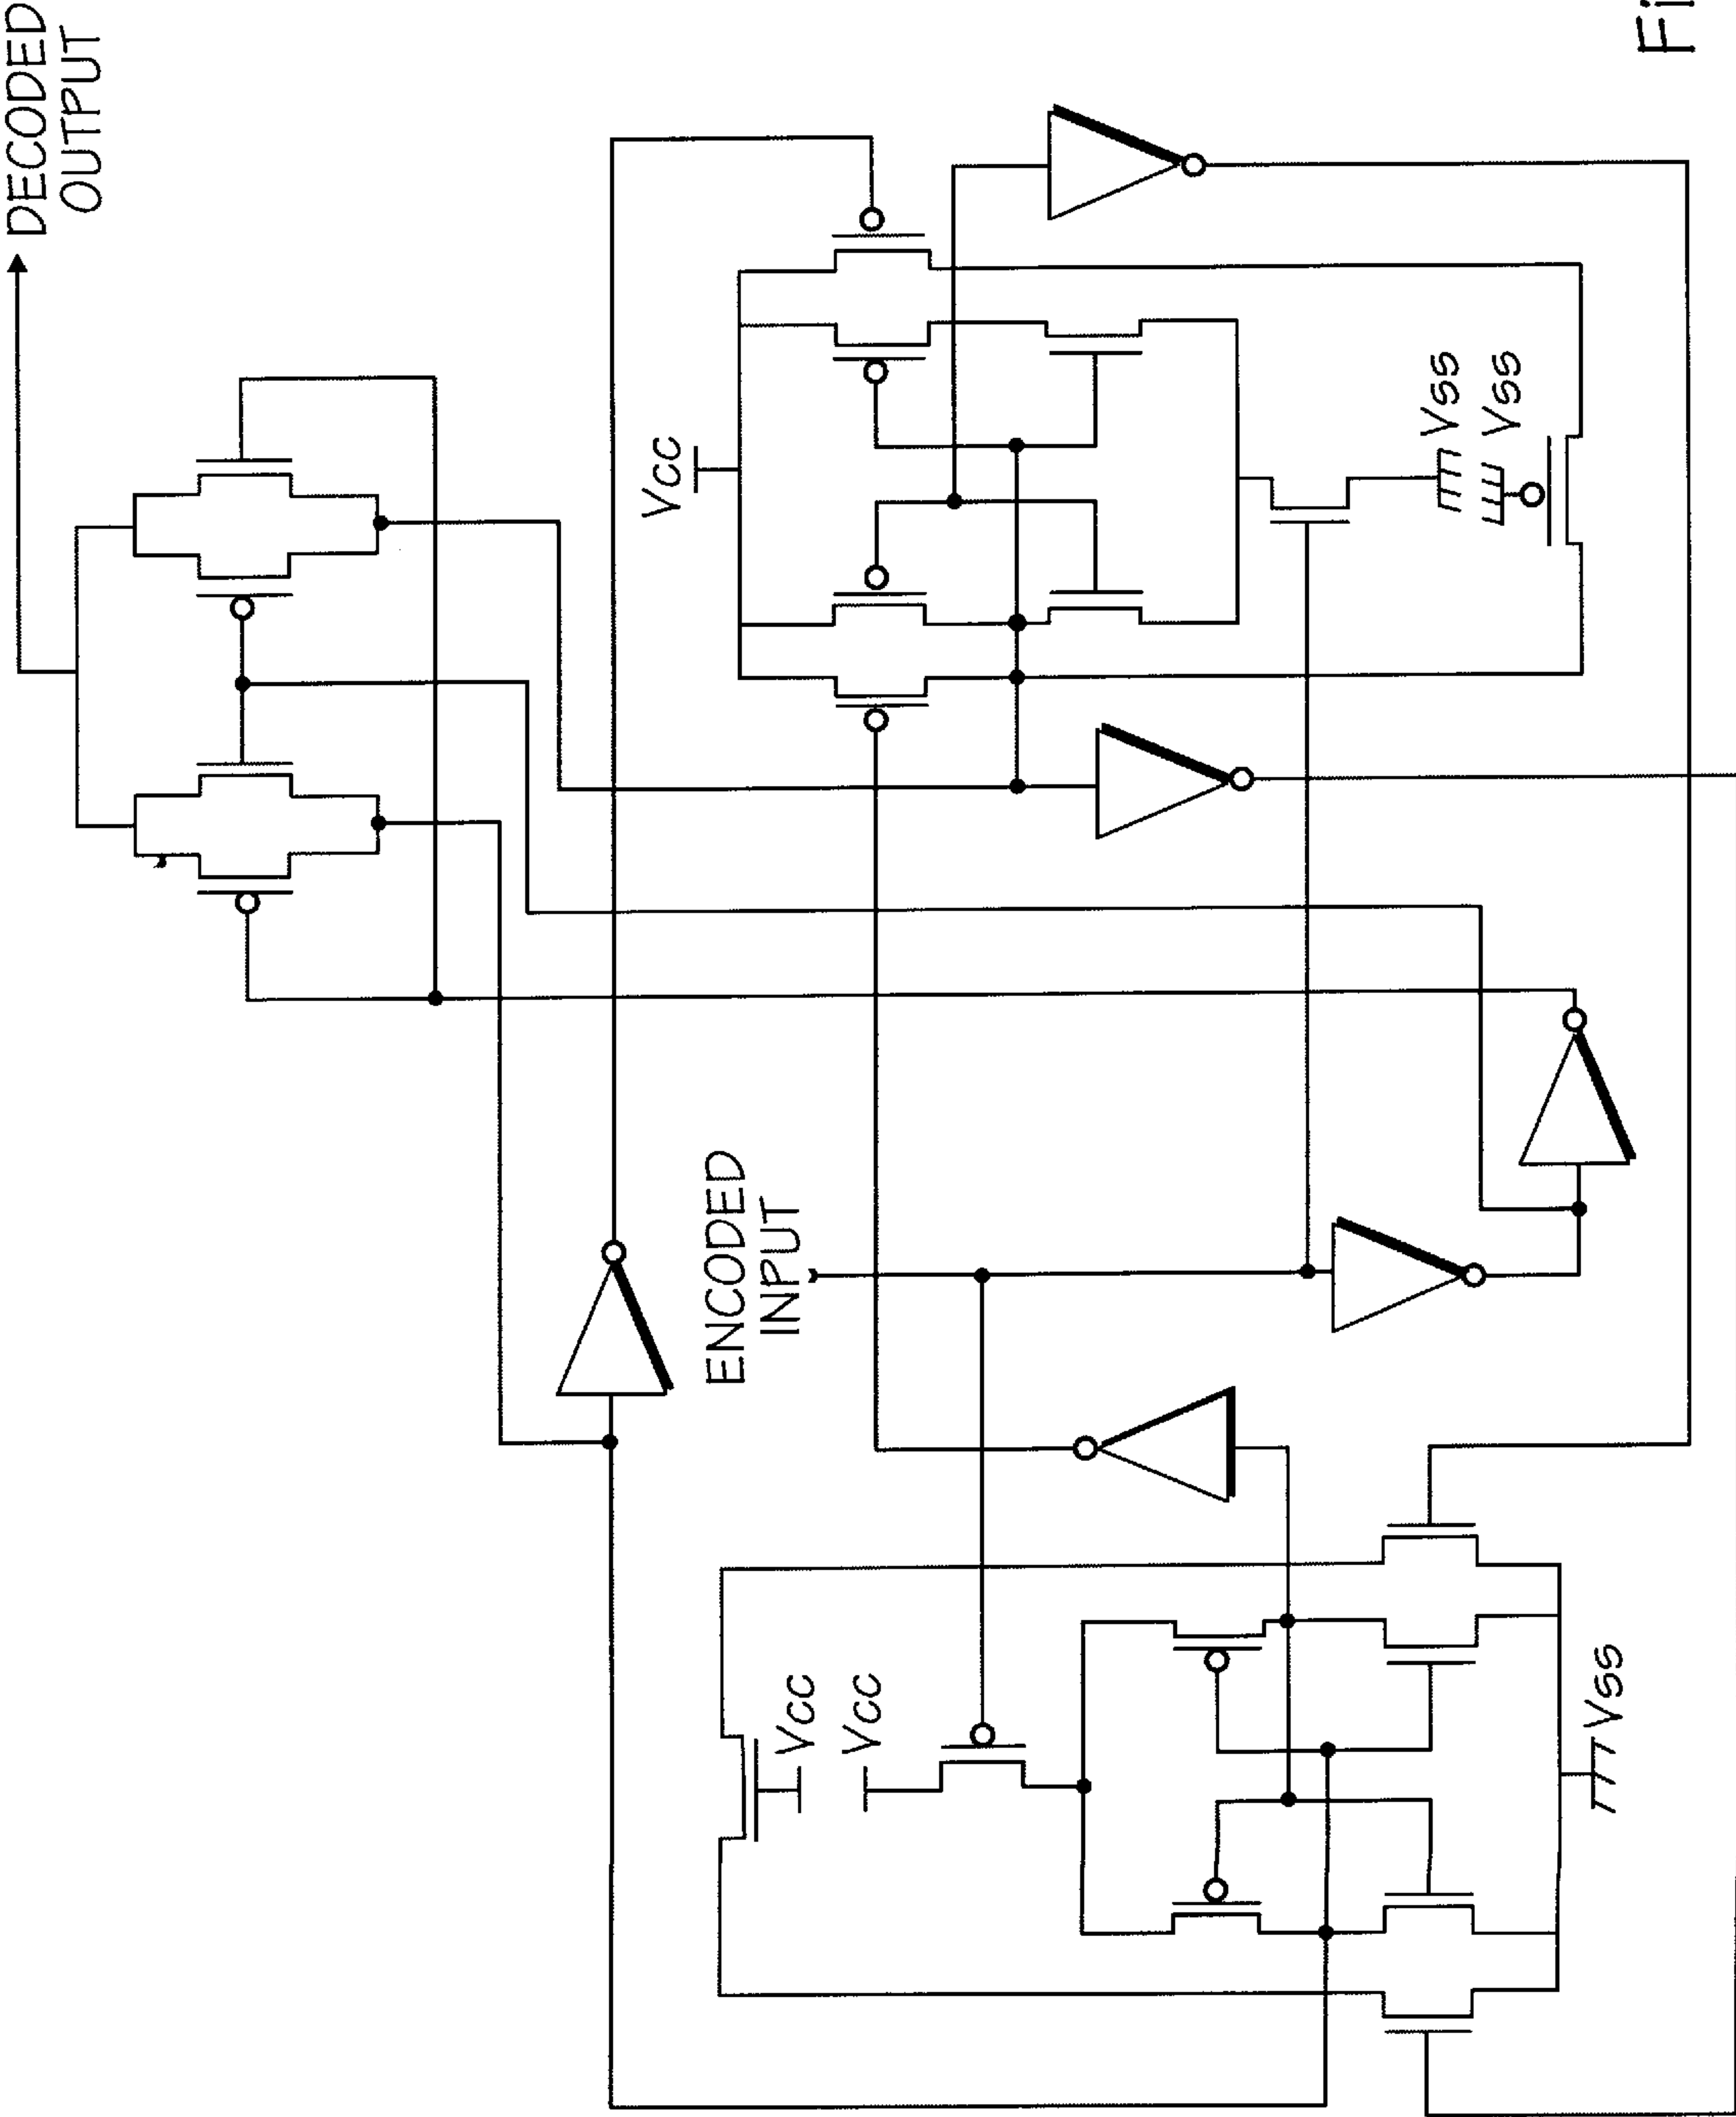 DECODED
OUTPUT
Fi
Vcc
Vss
Vss
ENCODED
INPUT
Vcc
Vcc
Vss